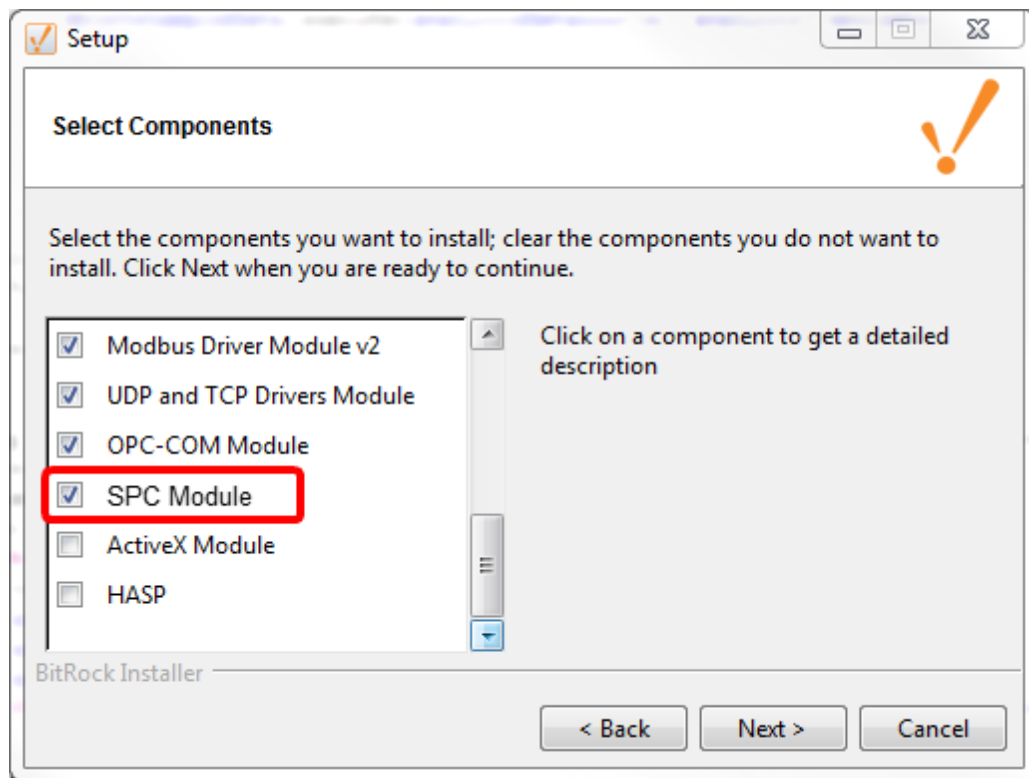 Setup
Select Components
Select the components you want to install; clear the components you do not want to
install. Click Next when you are ready to continue.
Modbus Driver Module v2
UDP and TCP Drivers Module
OPC-COM Module
SPC Module
ActiveX Module
HASP
Click on a component to get a detailed
description
BitRock Installer
< Back
Next >
Cancel